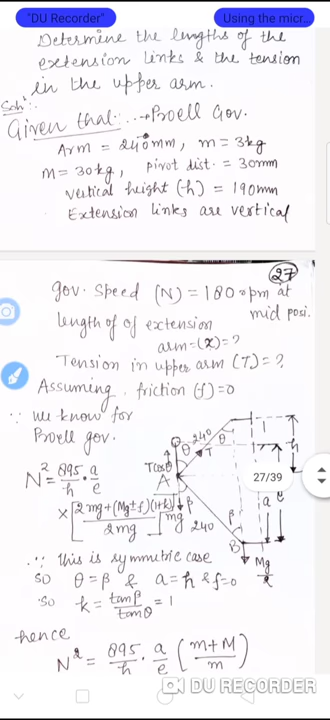 "DU Recorder"
Using the micr..
Determine the lengths of the
extension links & the tension
in the upper arm.
Soln:
Given that:... → Proell Gov.
Arm = 240mm, m = 3kg
M = 30kg, pivot dist. = 30mm
vertical height (h) = 190mm
Extension links are vertical
27
gov. Speed (N) = 180 rpm at
mid posi.
length of of extension
arm = (x) = ?
Tension in upper arm (T) = ?
Assuming friction (f) = 0
∵ we know for
Proell gov.
N² = 895/h · a/e
× [2mg + (Mg ± f)(1+k) / 2mg]
θ 240 θ T Tcosθ A β mg 240 β B Mg/2 a e h
27/39
∵ This is symmetric case
so θ = β & a = h & f = 0
so k = tanβ/tanθ = 1
hence
N² = 895/h · a/e (m+M/m)
DU RECORDER